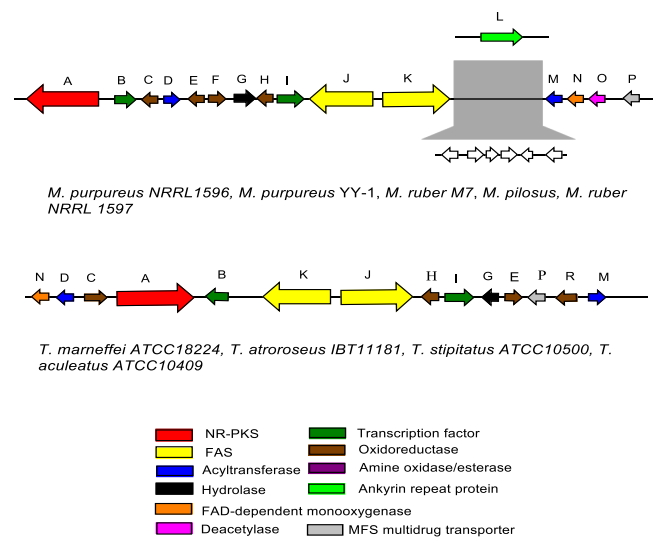 L
A B C D E F G H I J K M N O P
M. purpureus NRRL1596, M. purpureus YY-1, M. ruber M7, M. pilosus, M. ruber
NRRL 1597
N D C A B K J H I G E P R M
T. marneffei ATCC18224, T. atroroseus IBT11181, T. stipitatus ATCC10500, T.
aculeatus ATCC10409
NR-PKS Transcription factor
FAS Oxidoreductase
Acyltransferase Amine oxidase/esterase
Hydrolase Ankyrin repeat protein
FAD-dependent monooxygenase
Deacetylase MFS multidrug transporter